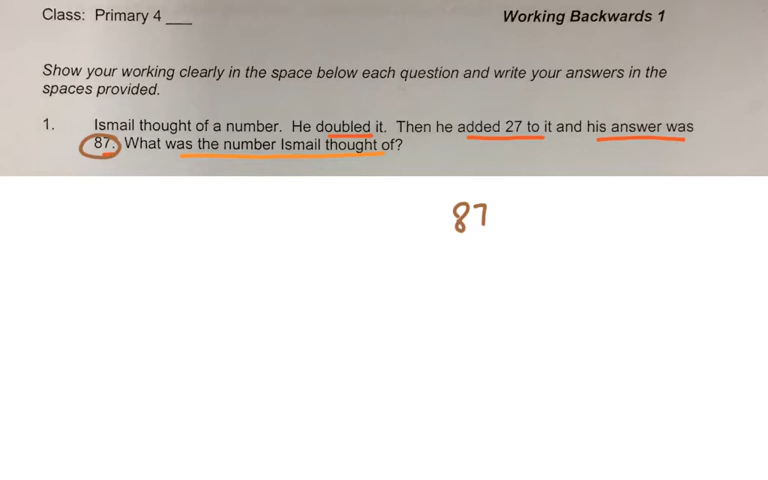 Class: Primary 4 ___ Working Backwards 1
Show your working clearly in the space below each question and write your answers in the
spaces provided.
1. Ismail thought of a number. He doubled it. Then he added 27 to it and his answer was
87. What was the number Ismail thought of?
87